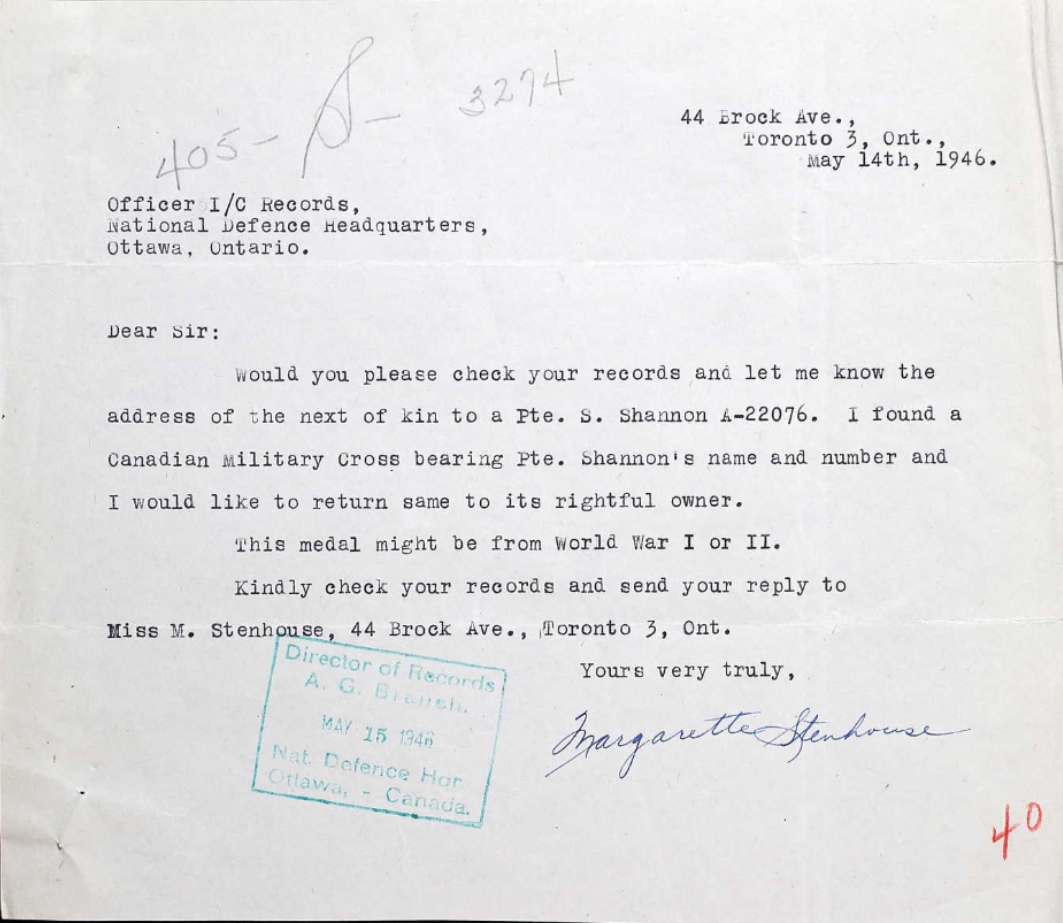 405 - S - 3274
44 Brock Ave.,
Toronto 3, Ont.,
May 14th, 1946.
Officer I/C Records,
National Defence Headquarters,
Ottawa, Ontario.
Dear Sir:
Would you please check your records and let me know the
address of the next of kin to a Pte. S. Shannon A-22076.  I found a
Canadian Military Cross bearing Pte. Shannon's name and number and
I would like to return same to its rightful owner.
This medal might be from World War I or II.
Kindly check your records and send your reply to
Miss M. Stenhouse, 44 Brock Ave., Toronto 3, Ont.
Yours very truly,
Margarette Stenhouse
Director of Records
A. G. Branch.
MAY 15 1946
Nat. Defence Hqr
Ottawa, - Canada.
40